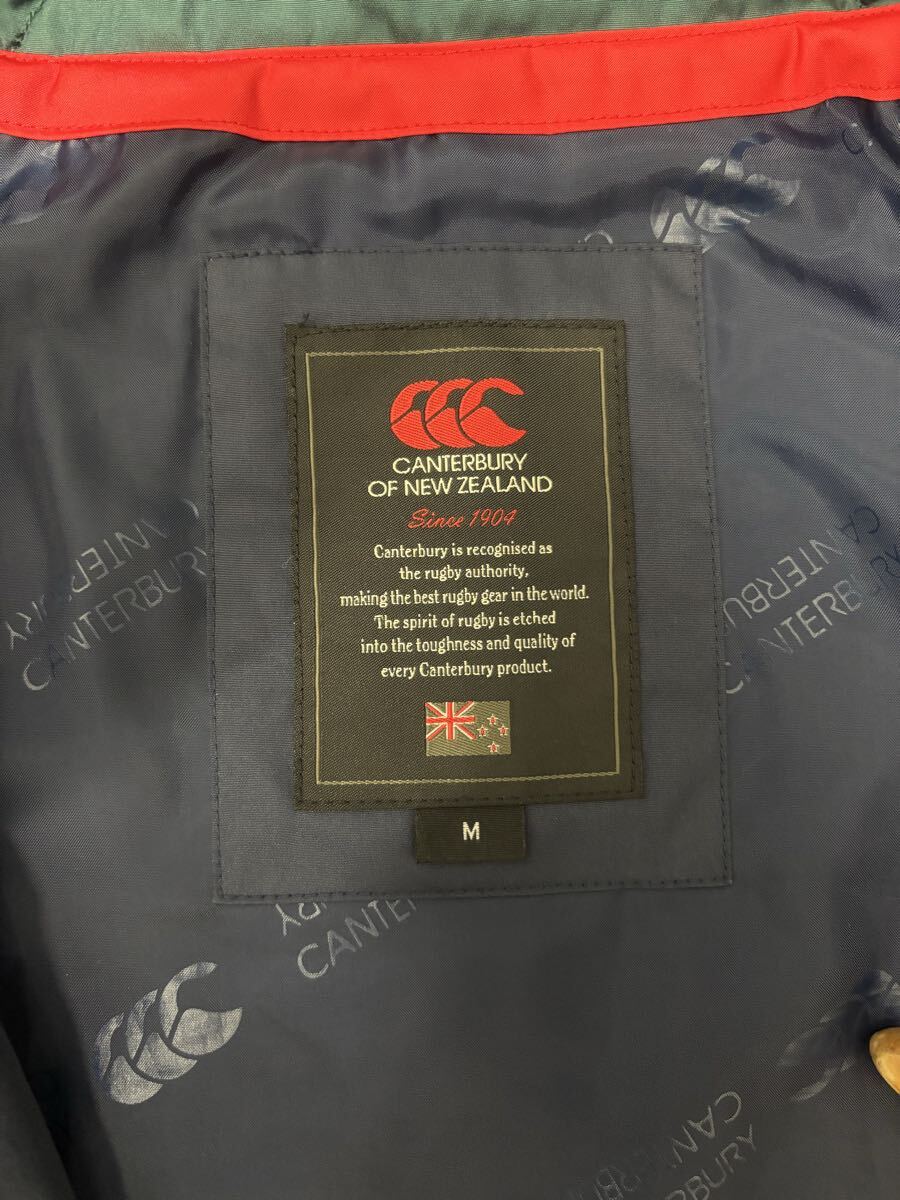 CANTERBURY
OF NEW ZEALAND
Since 1904
Canterbury is recognised as
the rugby authority,
making the best rugby gear in the world.
The spirit of rugby is etched
into the toughness and quality of
every Canterbury product.
M
CANTERBURY
CANTERBURY